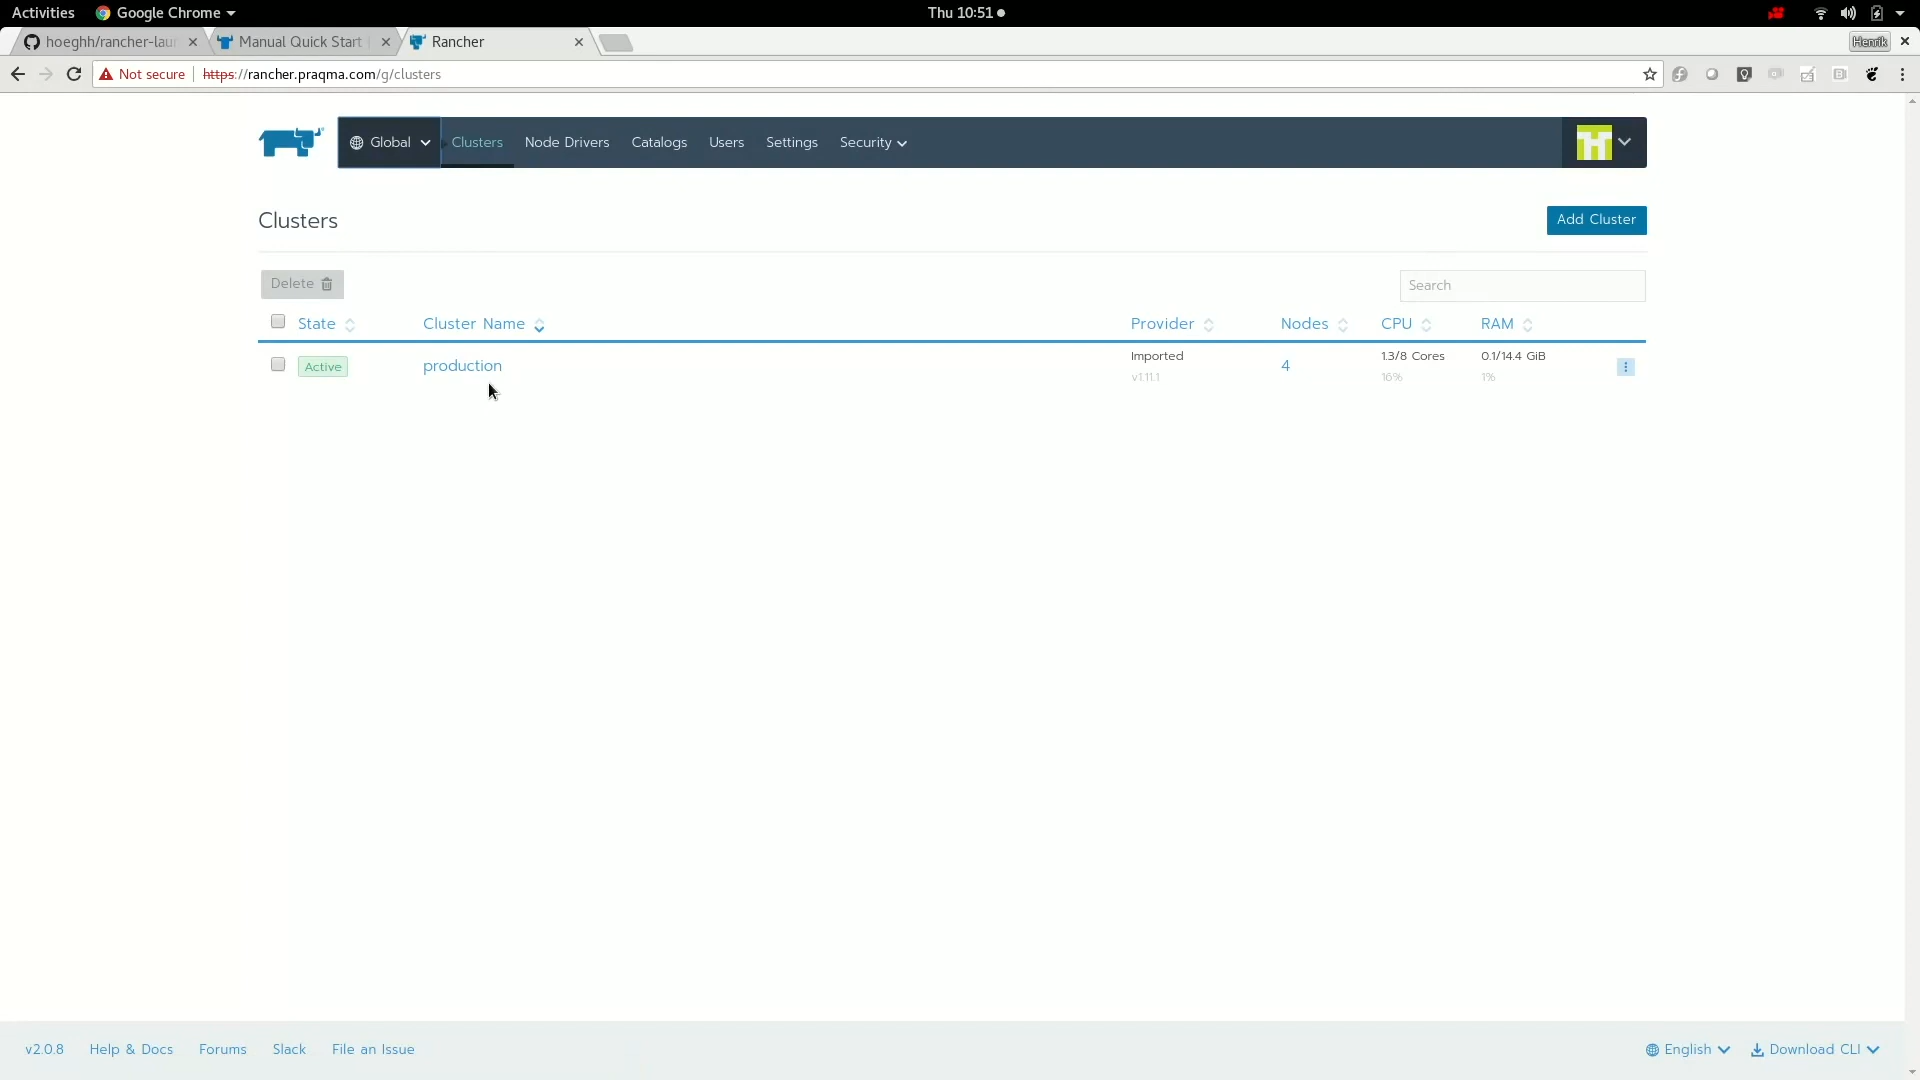 Activities Google Chrome Thu 10:51
hoeghh/rancher-laun Manual Quick Start Rancher Henrik
Not secure https://rancher.praqma.com/g/clusters
Global Clusters Node Drivers Catalogs Users Settings Security
Clusters Add Cluster
Delete Search
State Cluster Name Provider Nodes CPU RAM
Active production Imported 4 1.3/8 Cores 0.1/14.4 GiB
v1.11.1 16% 1%
v2.0.8 Help & Docs Forums Slack File an Issue English Download CLI